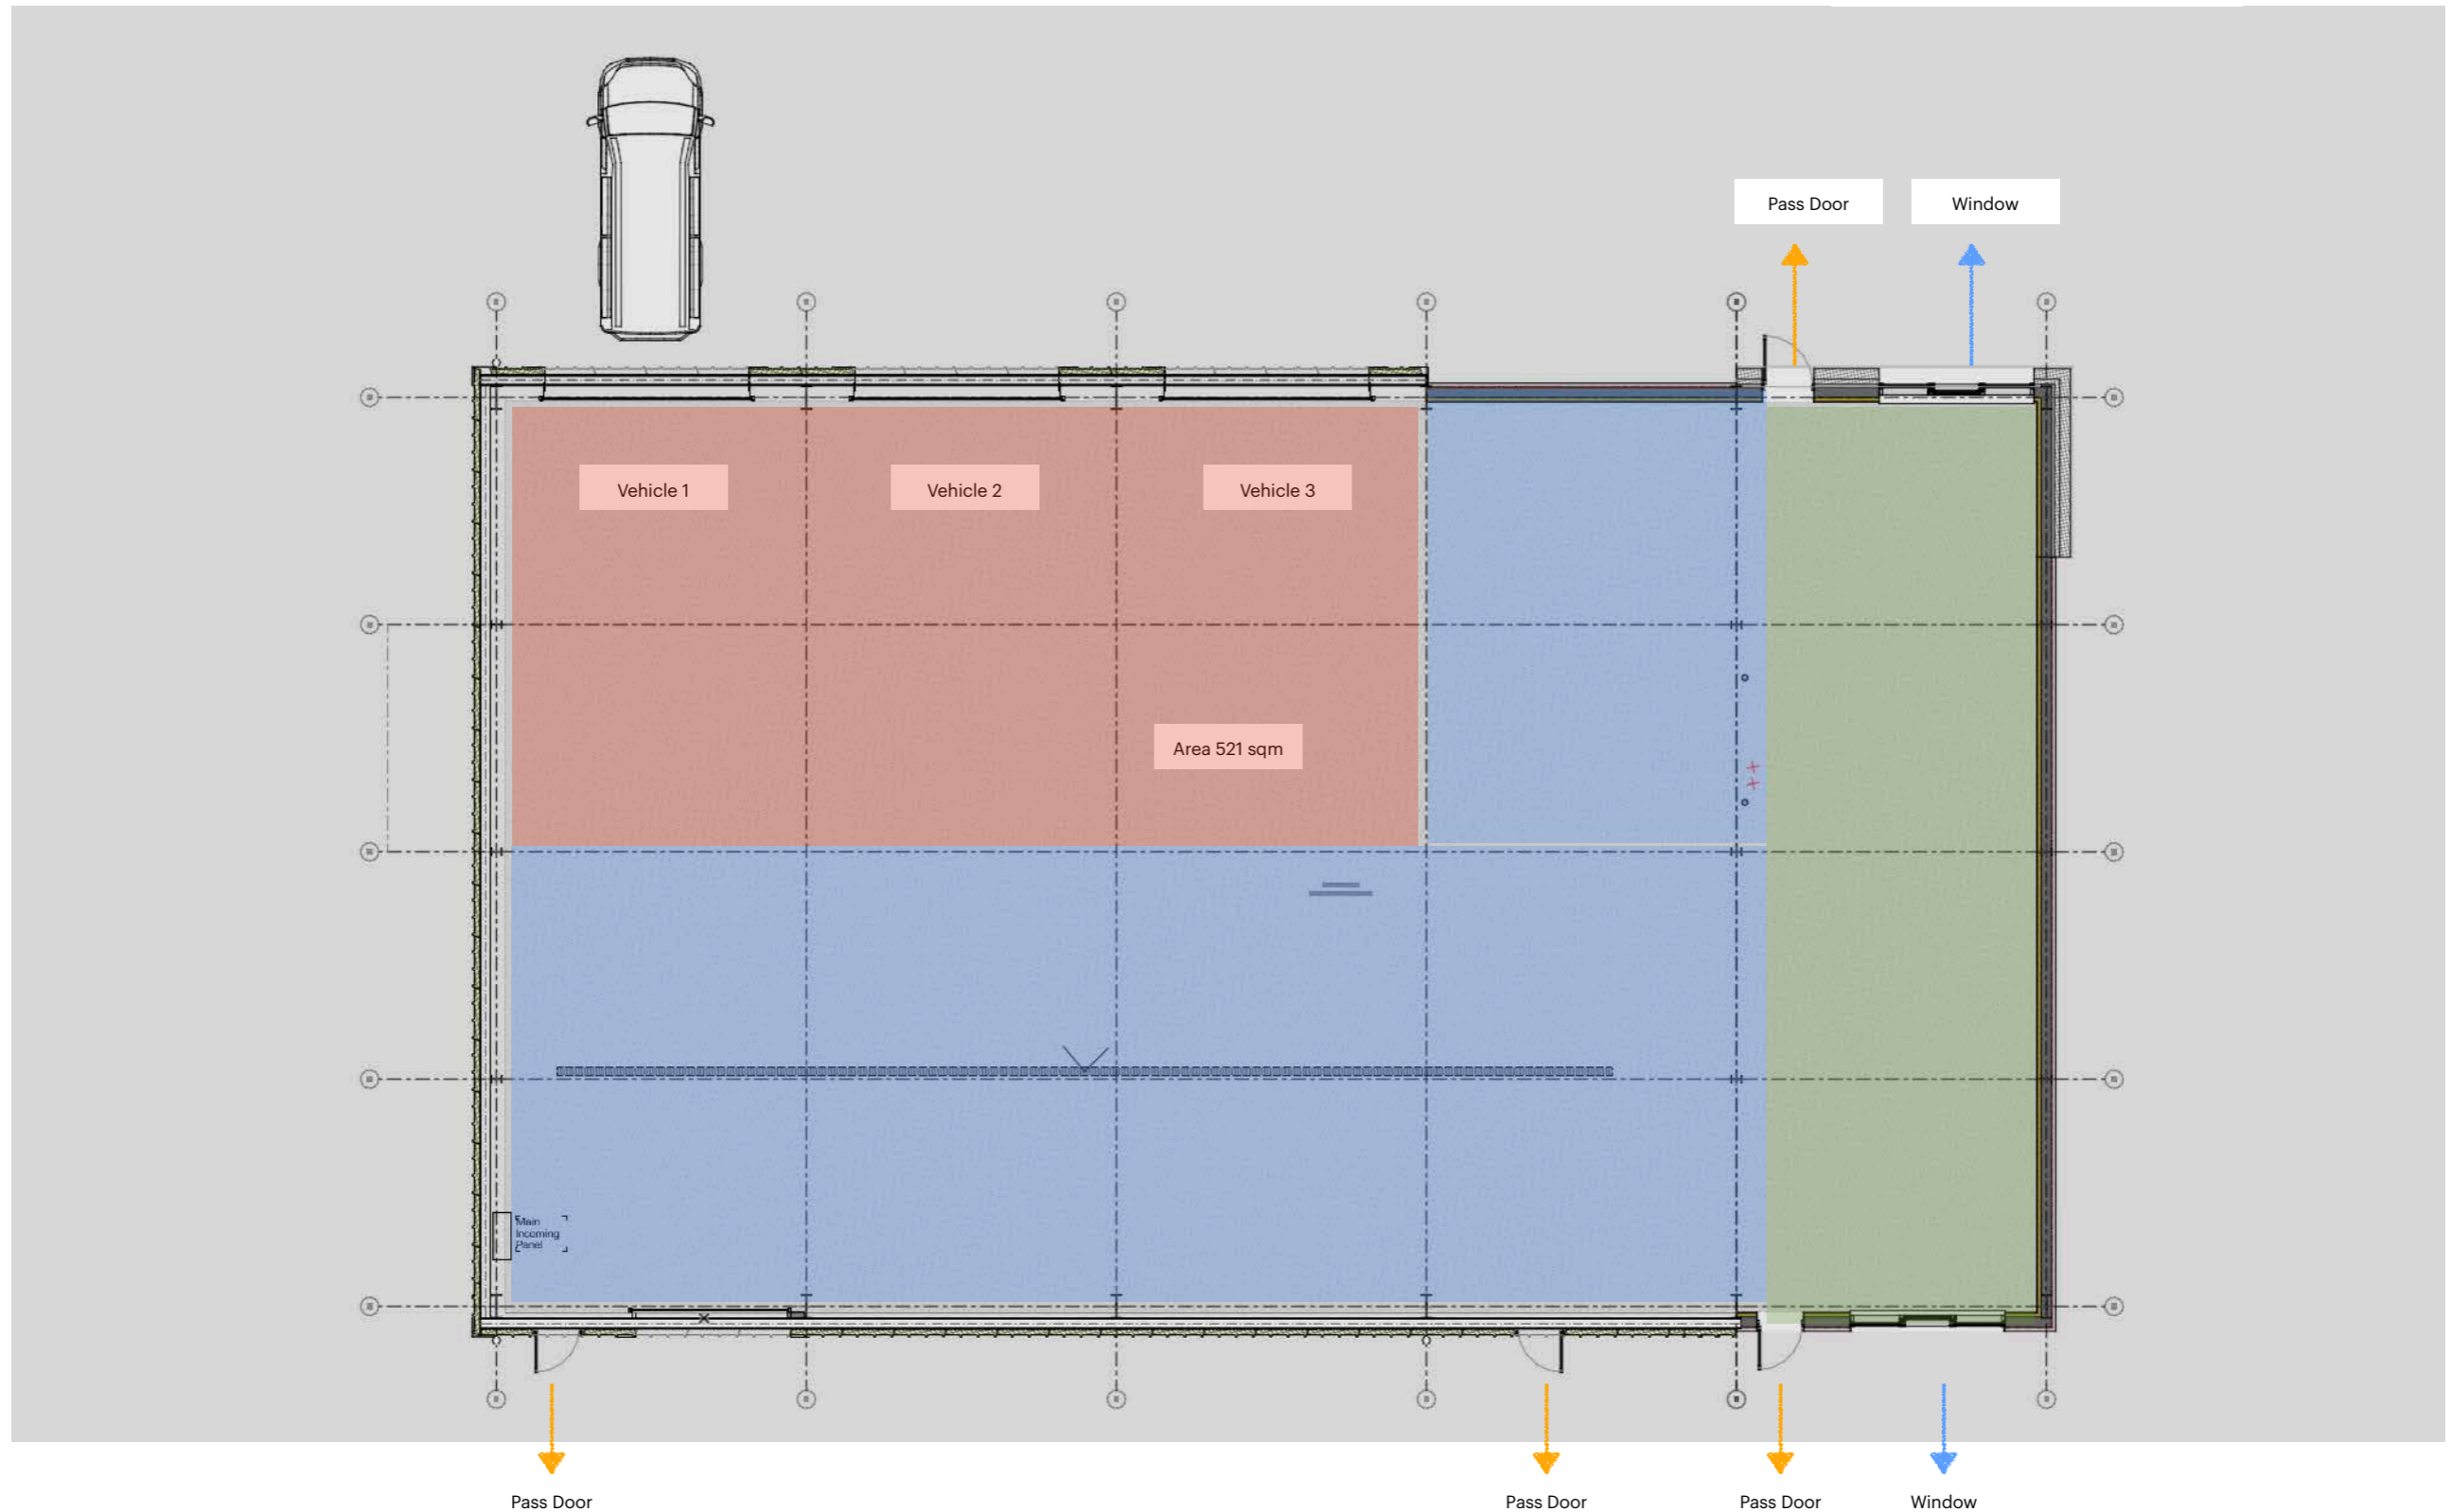 Pass Door
Window
Vehicle 1
Vehicle 2
Vehicle 3
Area 521 sqm
Main
Incoming
Panel
Pass Door
Pass Door
Pass Door
Window